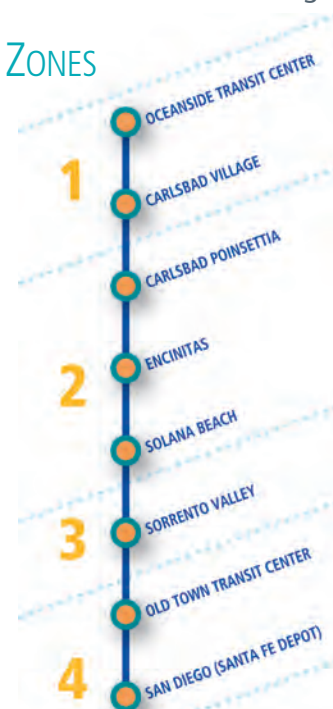 ZONES
OCEANSIDE TRANSIT CENTER
1
CARLSBAD VILLAGE
CARLSBAD POINSETTIA
ENCINITAS
2
SOLANA BEACH
SORRENTO VALLEY
3
OLD TOWN TRANSIT CENTER
4
SAN DIEGO (SANTA FE DEPOT)